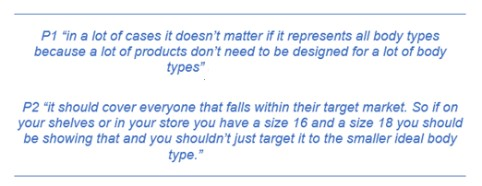 P1 “in a lot of cases it doesn’t matter if it represents all body types
because a lot of products don’t need to be designed for a lot of body
types”
P2 “it should cover everyone that falls within their target market. So if on
your shelves or in your store you have a size 16 and a size 18 you should
be showing that and you shouldn’t just target it to the smaller ideal body
type.”